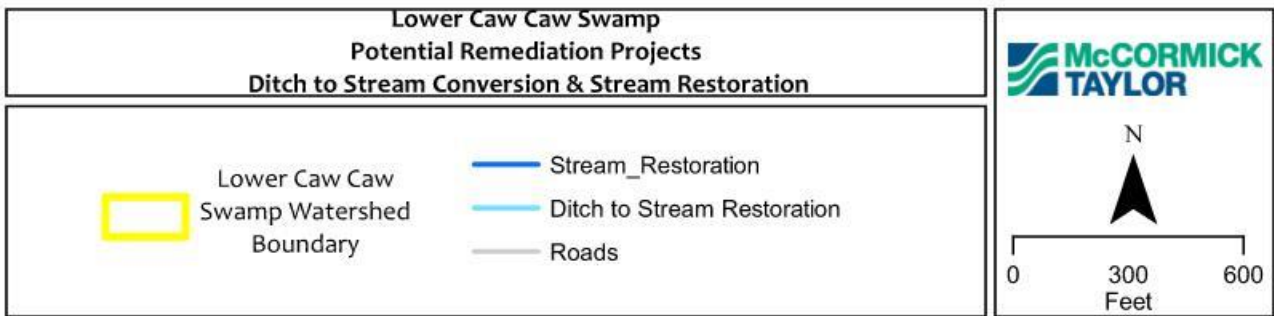 Lower Caw Caw Swamp
Potential Remediation Projects
Ditch to Stream Conversion & Stream Restoration
Lower Caw Caw
Swamp Watershed
Boundary
Stream_Restoration
Ditch to Stream Restoration
Roads
McCORMICK
TAYLOR
N
0 300 600
Feet